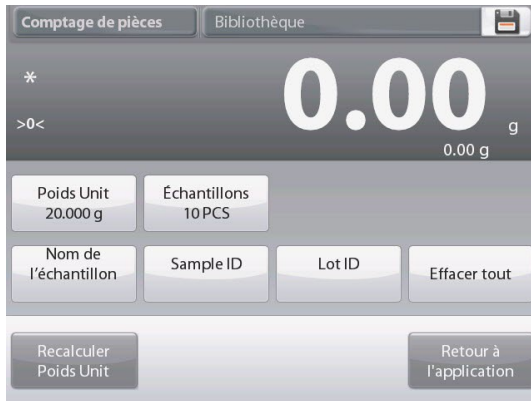 Comptage de pièces
Bibliothèque
*
>0<
0.00 g
0.00 g
Poids Unit
20.000 g
Échantillons
10 PCS
Nom de
l'échantillon
Sample ID
Lot ID
Effacer tout
Recalculer
Poids Unit
Retour à
l'application